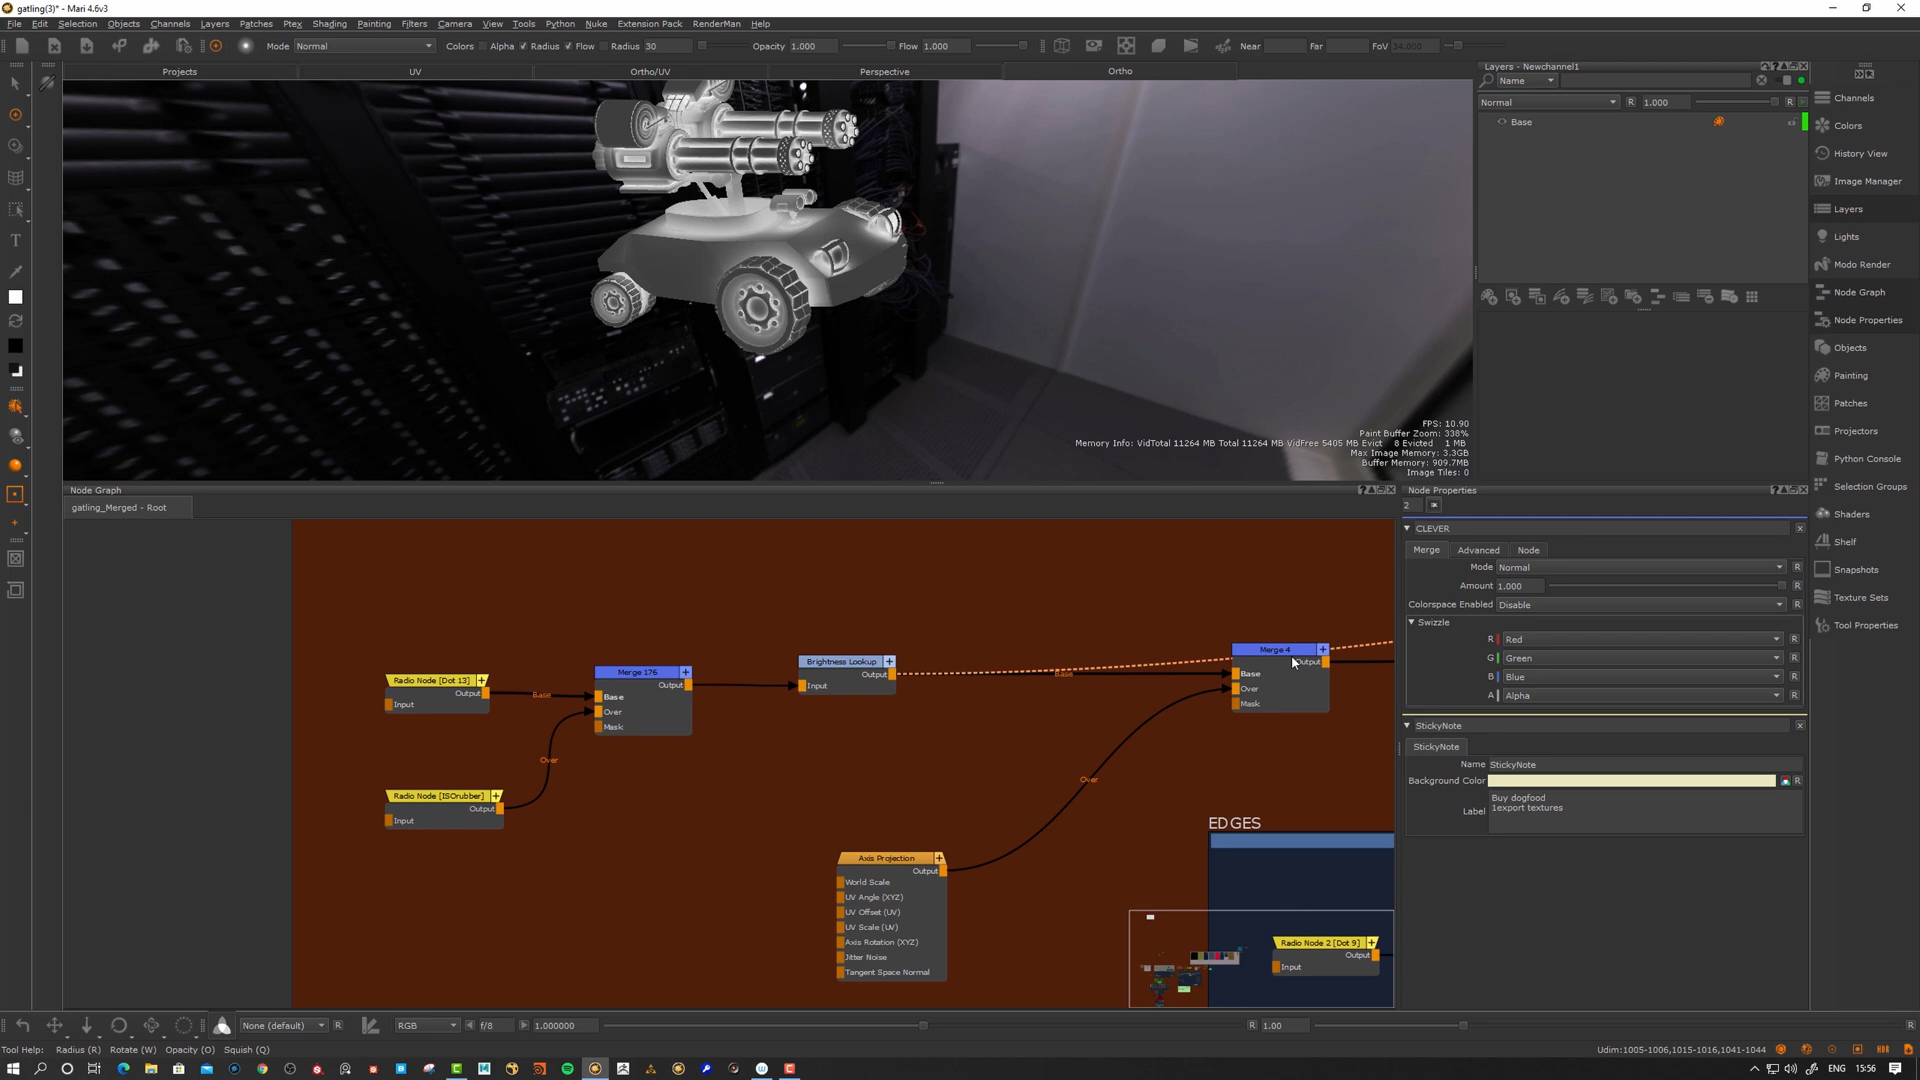 gatling(3)* - Mari 4.6v3
File Edit Selection Objects Channels Layers Patches Ptex Shading Painting Filters Camera View Tools Python Nuke Extension Pack RenderMan Help
Mode Normal Colors Alpha Radius Flow Radius 30 Opacity 1.000 Flow 1.000 Near Far FoV 34.000
Projects UV Ortho/UV Perspective Ortho
Layers - Newchannel1
Name
Normal R 1.000 R
Base
Channels
Colors
History View
Image Manager
Layers
Lights
Modo Render
Node Graph
Node Properties
Objects
Painting
Patches
Projectors
Python Console
Selection Groups
Shaders
Shelf
Snapshots
Texture Sets
Tool Properties
FPS: 10.90
Paint Buffer Zoom: 338%
Memory Info: VidTotal 11264 MB Total 11264 MB VidFree 5405 MB Evict 8 Evicted 1 MB
Max Image Memory: 3.3GB
Buffer Memory: 909.7MB
Image Tiles: 0
Node Graph
gatling_Merged - Root
Radio Node [Dot 13] +
Output
Input
Base
Merge 176 +
Output
Base
Over
Mask
Brightness Lookup +
Output
Input
Base
Merge 4 +
Output
Base
Over
Mask
Over
Over
Radio Node [ISOrubber] +
Output
Input
Axis Projection +
Output
World Scale
UV Angle (XYZ)
UV Offset (UV)
UV Scale (UV)
Axis Rotation (XYZ)
Jitter Noise
Tangent Space Normal
EDGES
Radio Node 2 [Dot 9] +
Output
Input
Node Properties
2
CLEVER
Merge Advanced Node
Mode Normal R
Amount 1.000 R
Colorspace Enabled Disable R
Swizzle
R Red R
G Green R
B Blue R
A Alpha R
StickyNote
StickyNote
Name StickyNote
Background Color R
Label
Buy dogfood
1export textures
None (default) R RGB f/8 1.000000 R 1.00 R
Tool Help: Radius (R) Rotate (W) Opacity (O) Squish (Q)
Udim:1005-1006,1015-1016,1041-1044
ENG 15:56